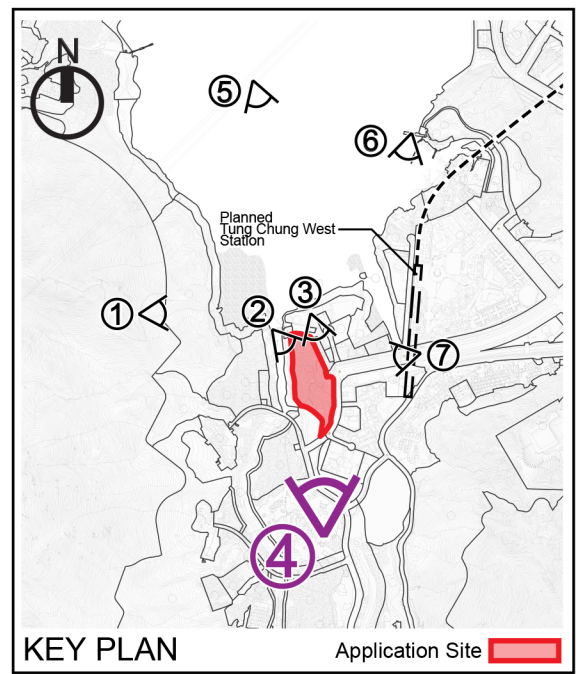 N
⑤
⑥
Planned
Tung Chung West
Station
①
②
③
⑦
④
KEY PLAN
Application Site